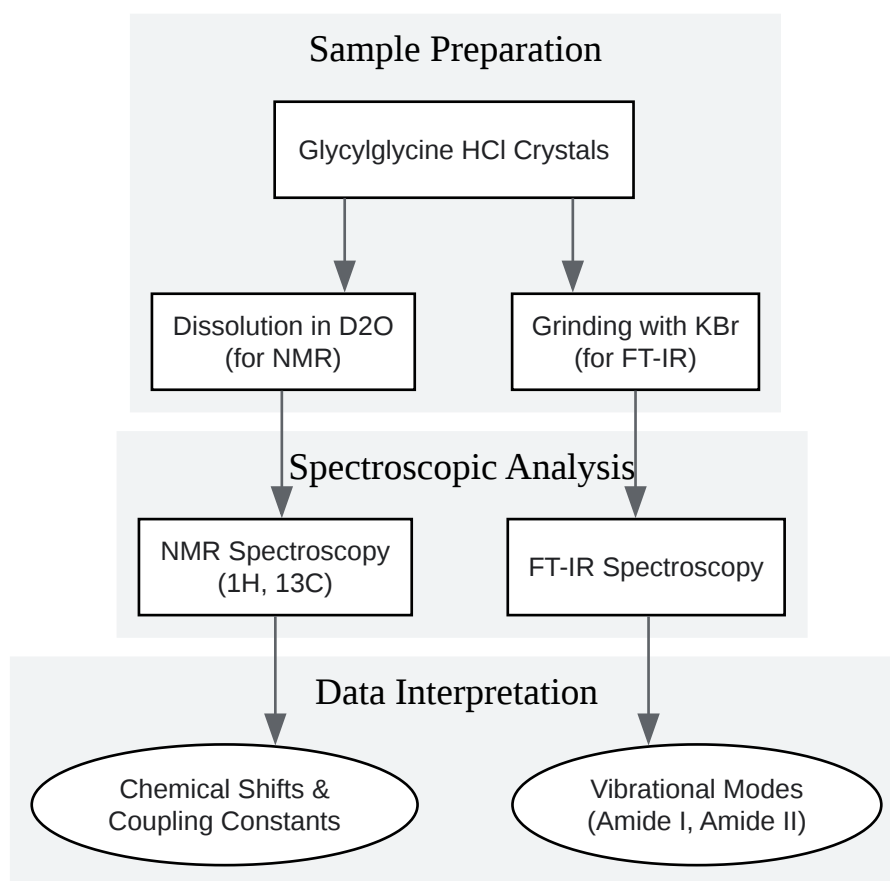 Sample Preparation
Glycylglycine HCl Crystals
Dissolution in D2O
(for NMR)
Grinding with KBr
(for FT-IR)
Spectroscopic Analysis
NMR Spectroscopy
(1H, 13C)
FT-IR Spectroscopy
Data Interpretation
Chemical Shifts &
Coupling Constants
Vibrational Modes
(Amide I, Amide II)